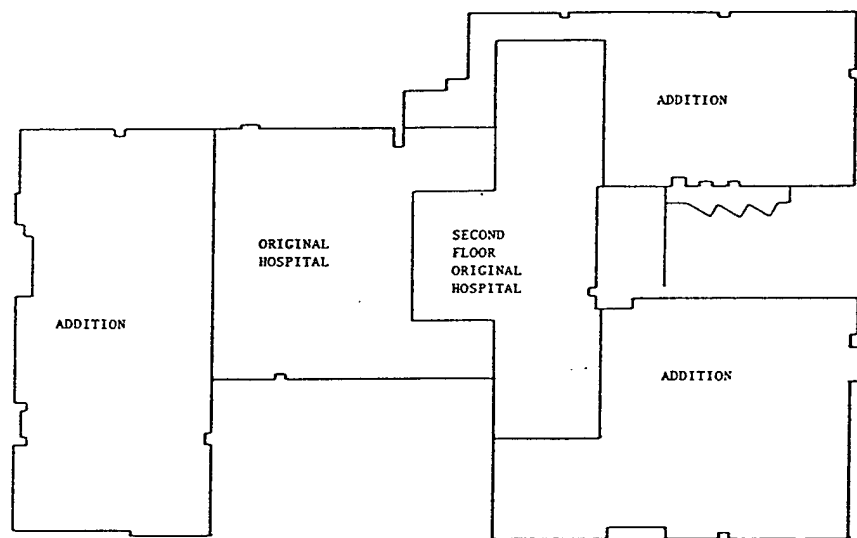 ADDITION
ORIGINAL
HOSPITAL
SECOND
FLOOR
ORIGINAL
HOSPITAL
ADDITION
ADDITION